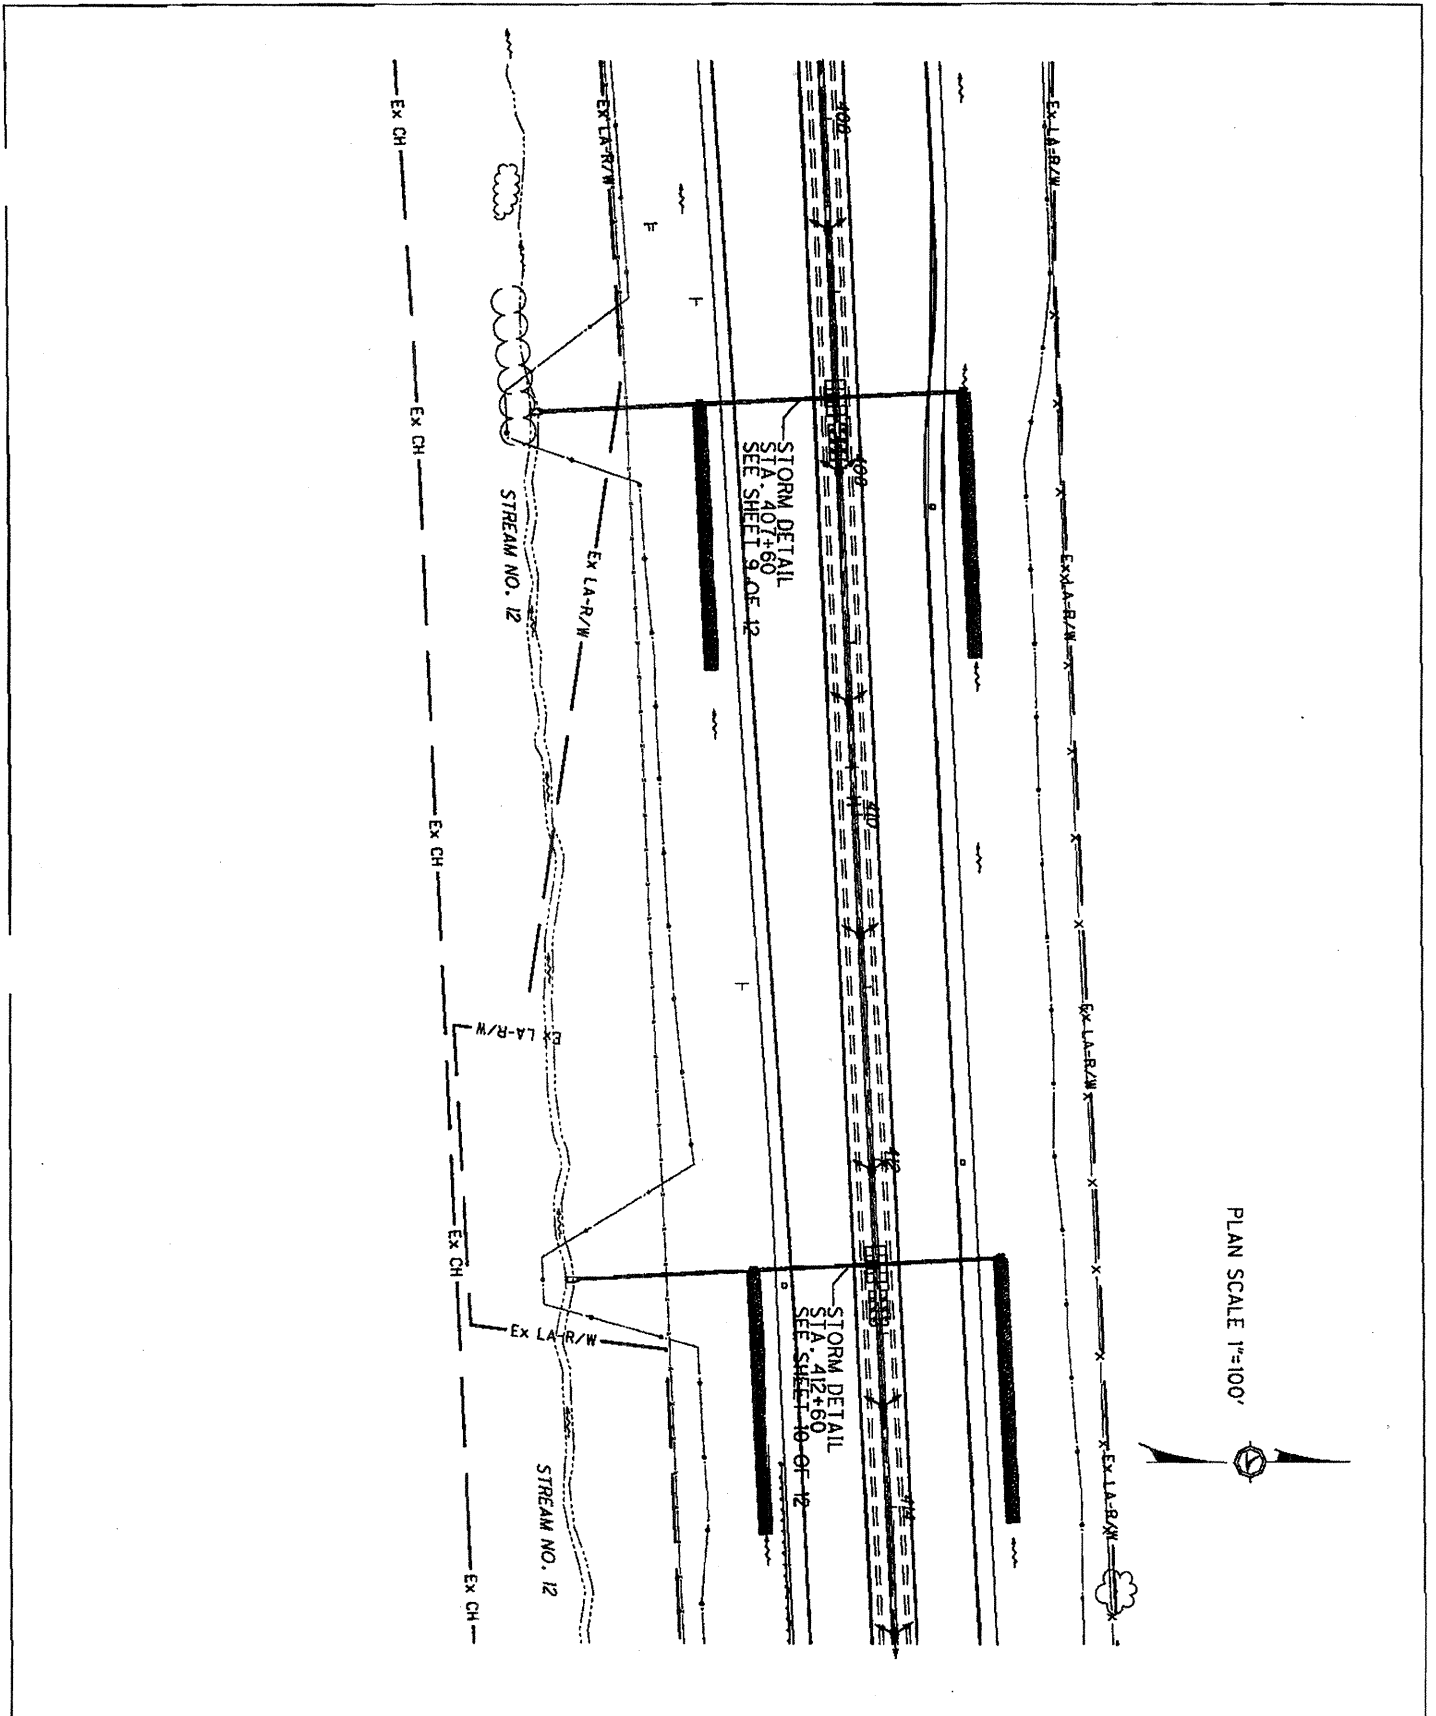 Ex CH
Ex LA-R/W
Ex LA-R/W
408
STORM DETAIL
STA. 407+60
SEE SHEET 9 OF 12
STREAM NO. 12
Ex CH
Ex LA-R/W
Ex LA-R/W
410
Ex CH
Ex LA-R/W
Ex LA-R/W
412
Ex CH
Ex LA-R/W
STORM DETAIL
STA. 412+60
SEE SHEET 10 OF 12
PLAN SCALE 1"=100'
414
Ex LA-R/W
STREAM NO. 12
Ex CH